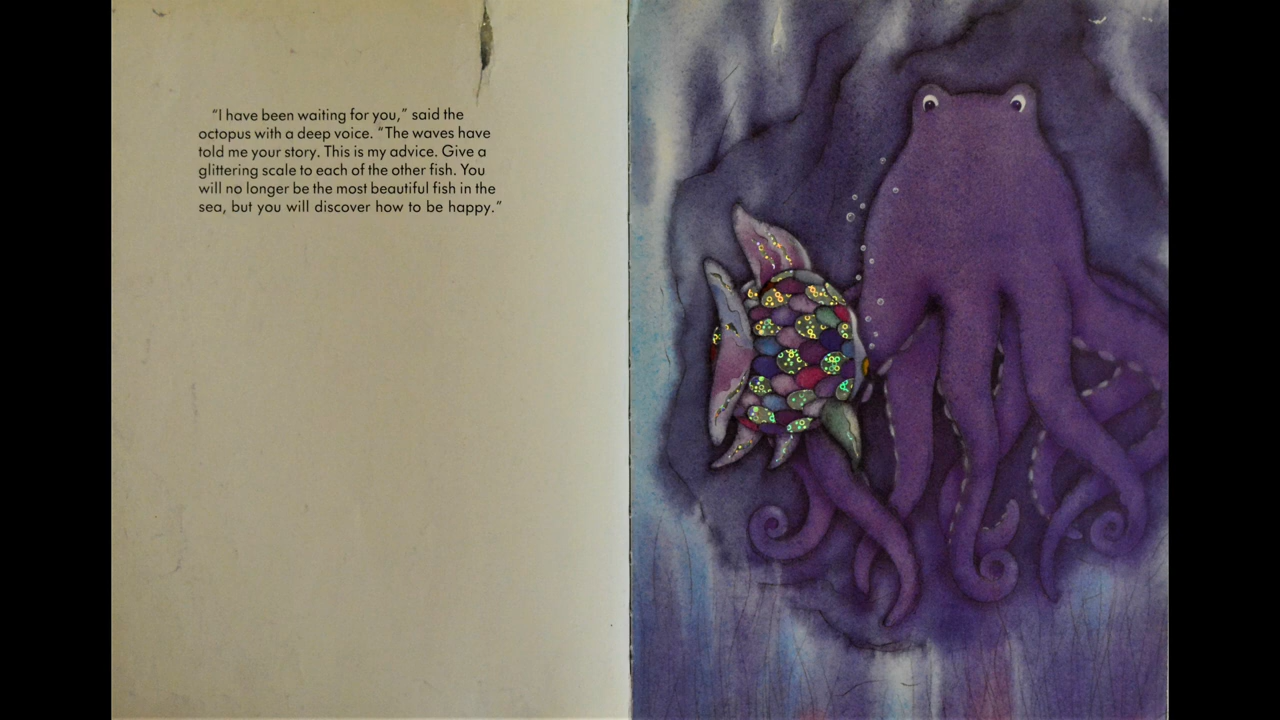 “I have been waiting for you,” said the
octopus with a deep voice. “The waves have
told me your story. This is my advice. Give a
glittering scale to each of the other fish. You
will no longer be the most beautiful fish in the
sea, but you will discover how to be happy.”